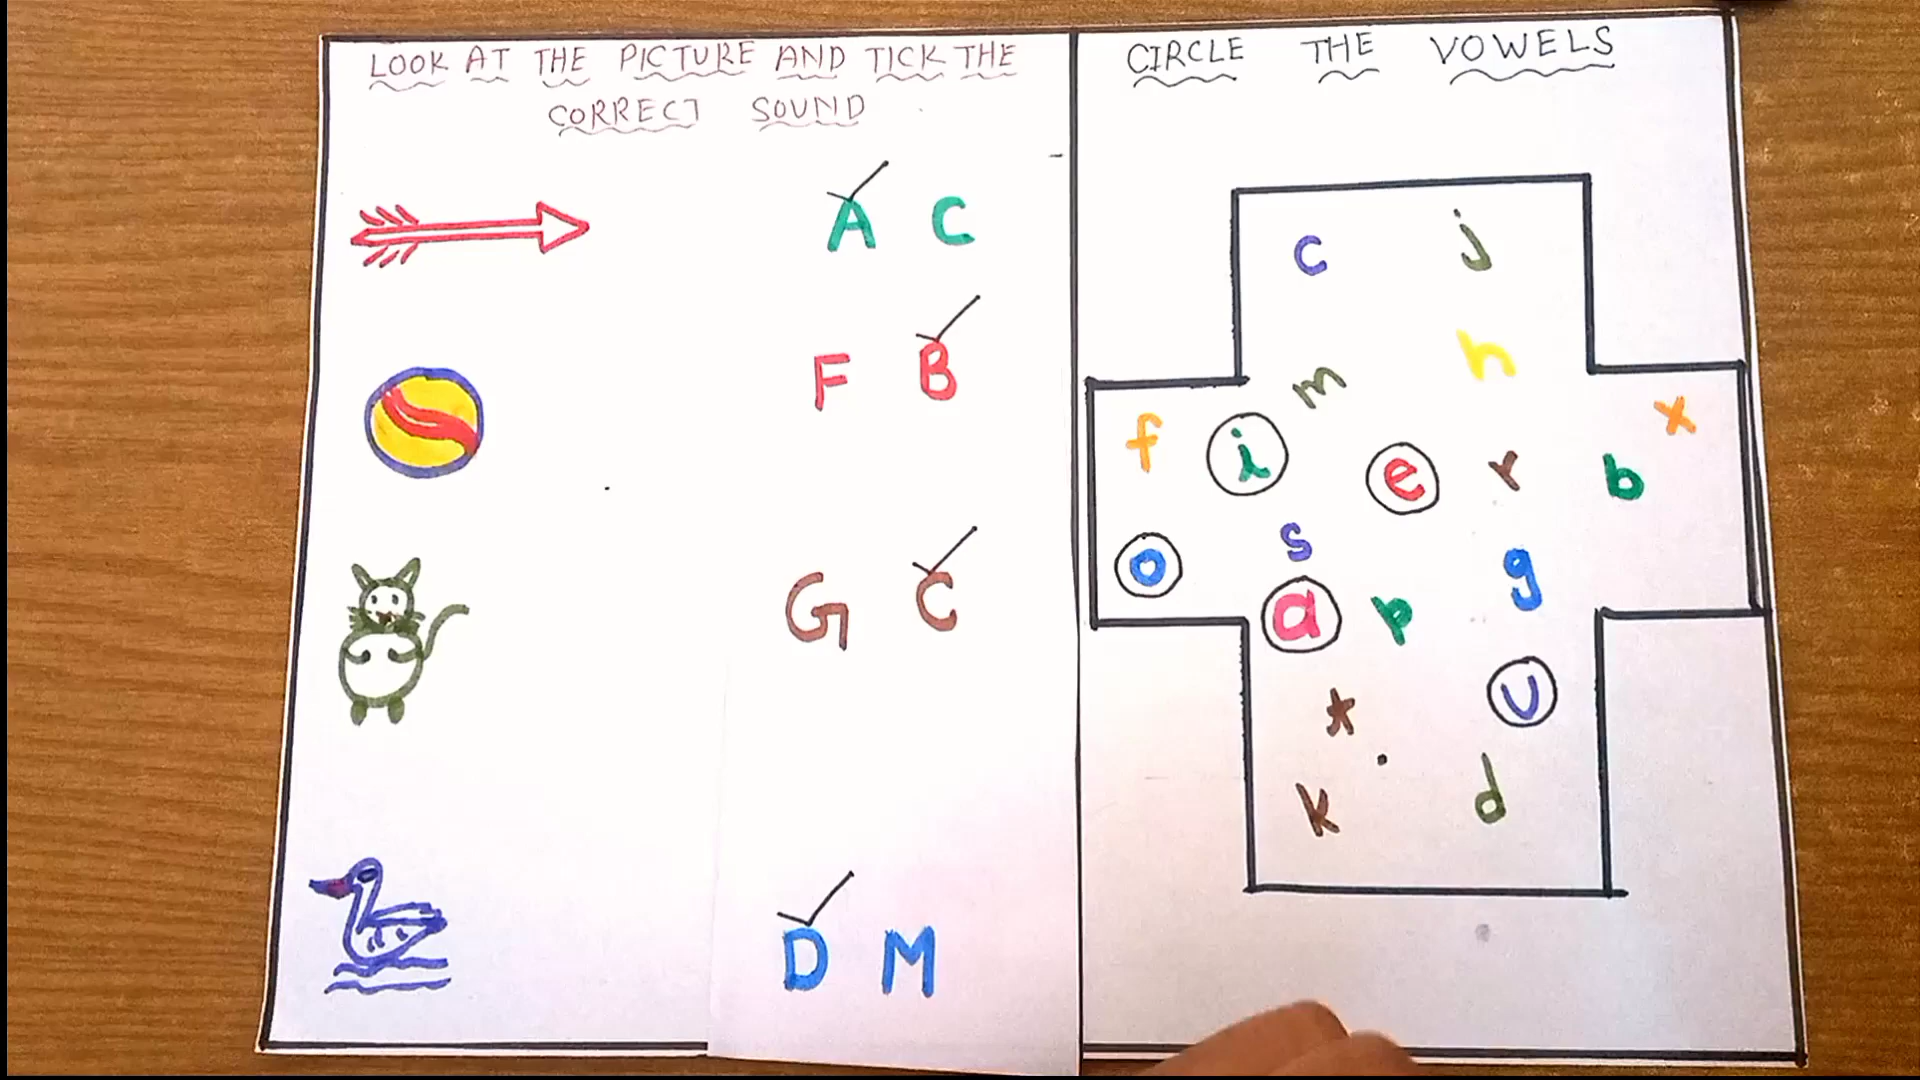 LOOK AT THE PICTURE AND TICK THE
CORRECT SOUND
A C
F B
G C
D M
CIRCLE THE VOWELS
c j
h
m
x
f i e r b
s
o g
a p
u
k d